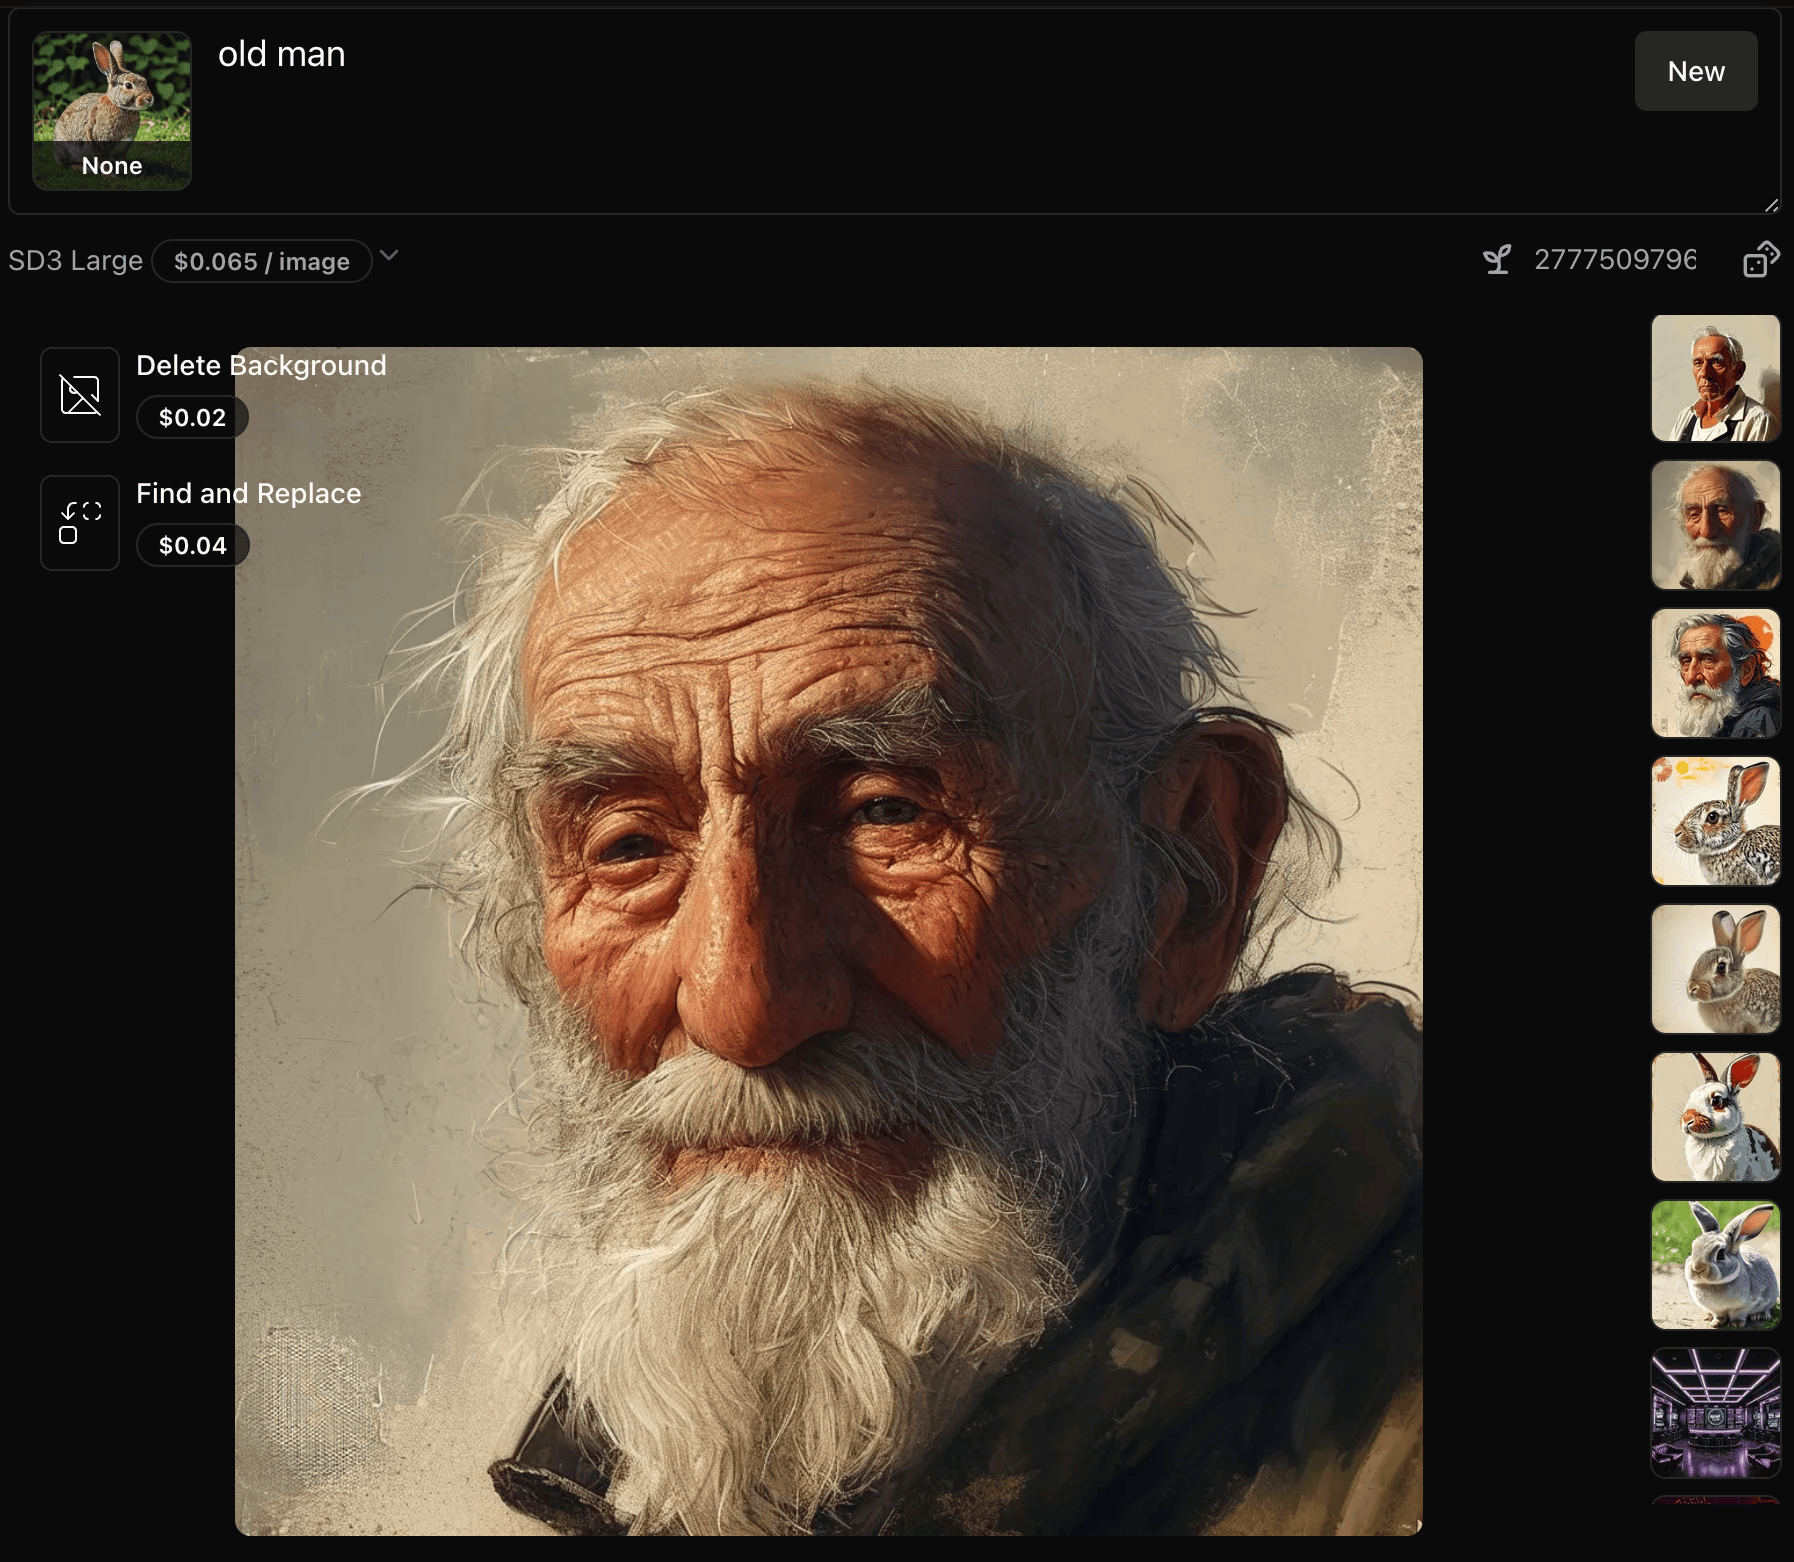 old man
New
None
SD3 Large
$0.065 / image
2777509796
Delete Background
$0.02
Find and Replace
$0.04